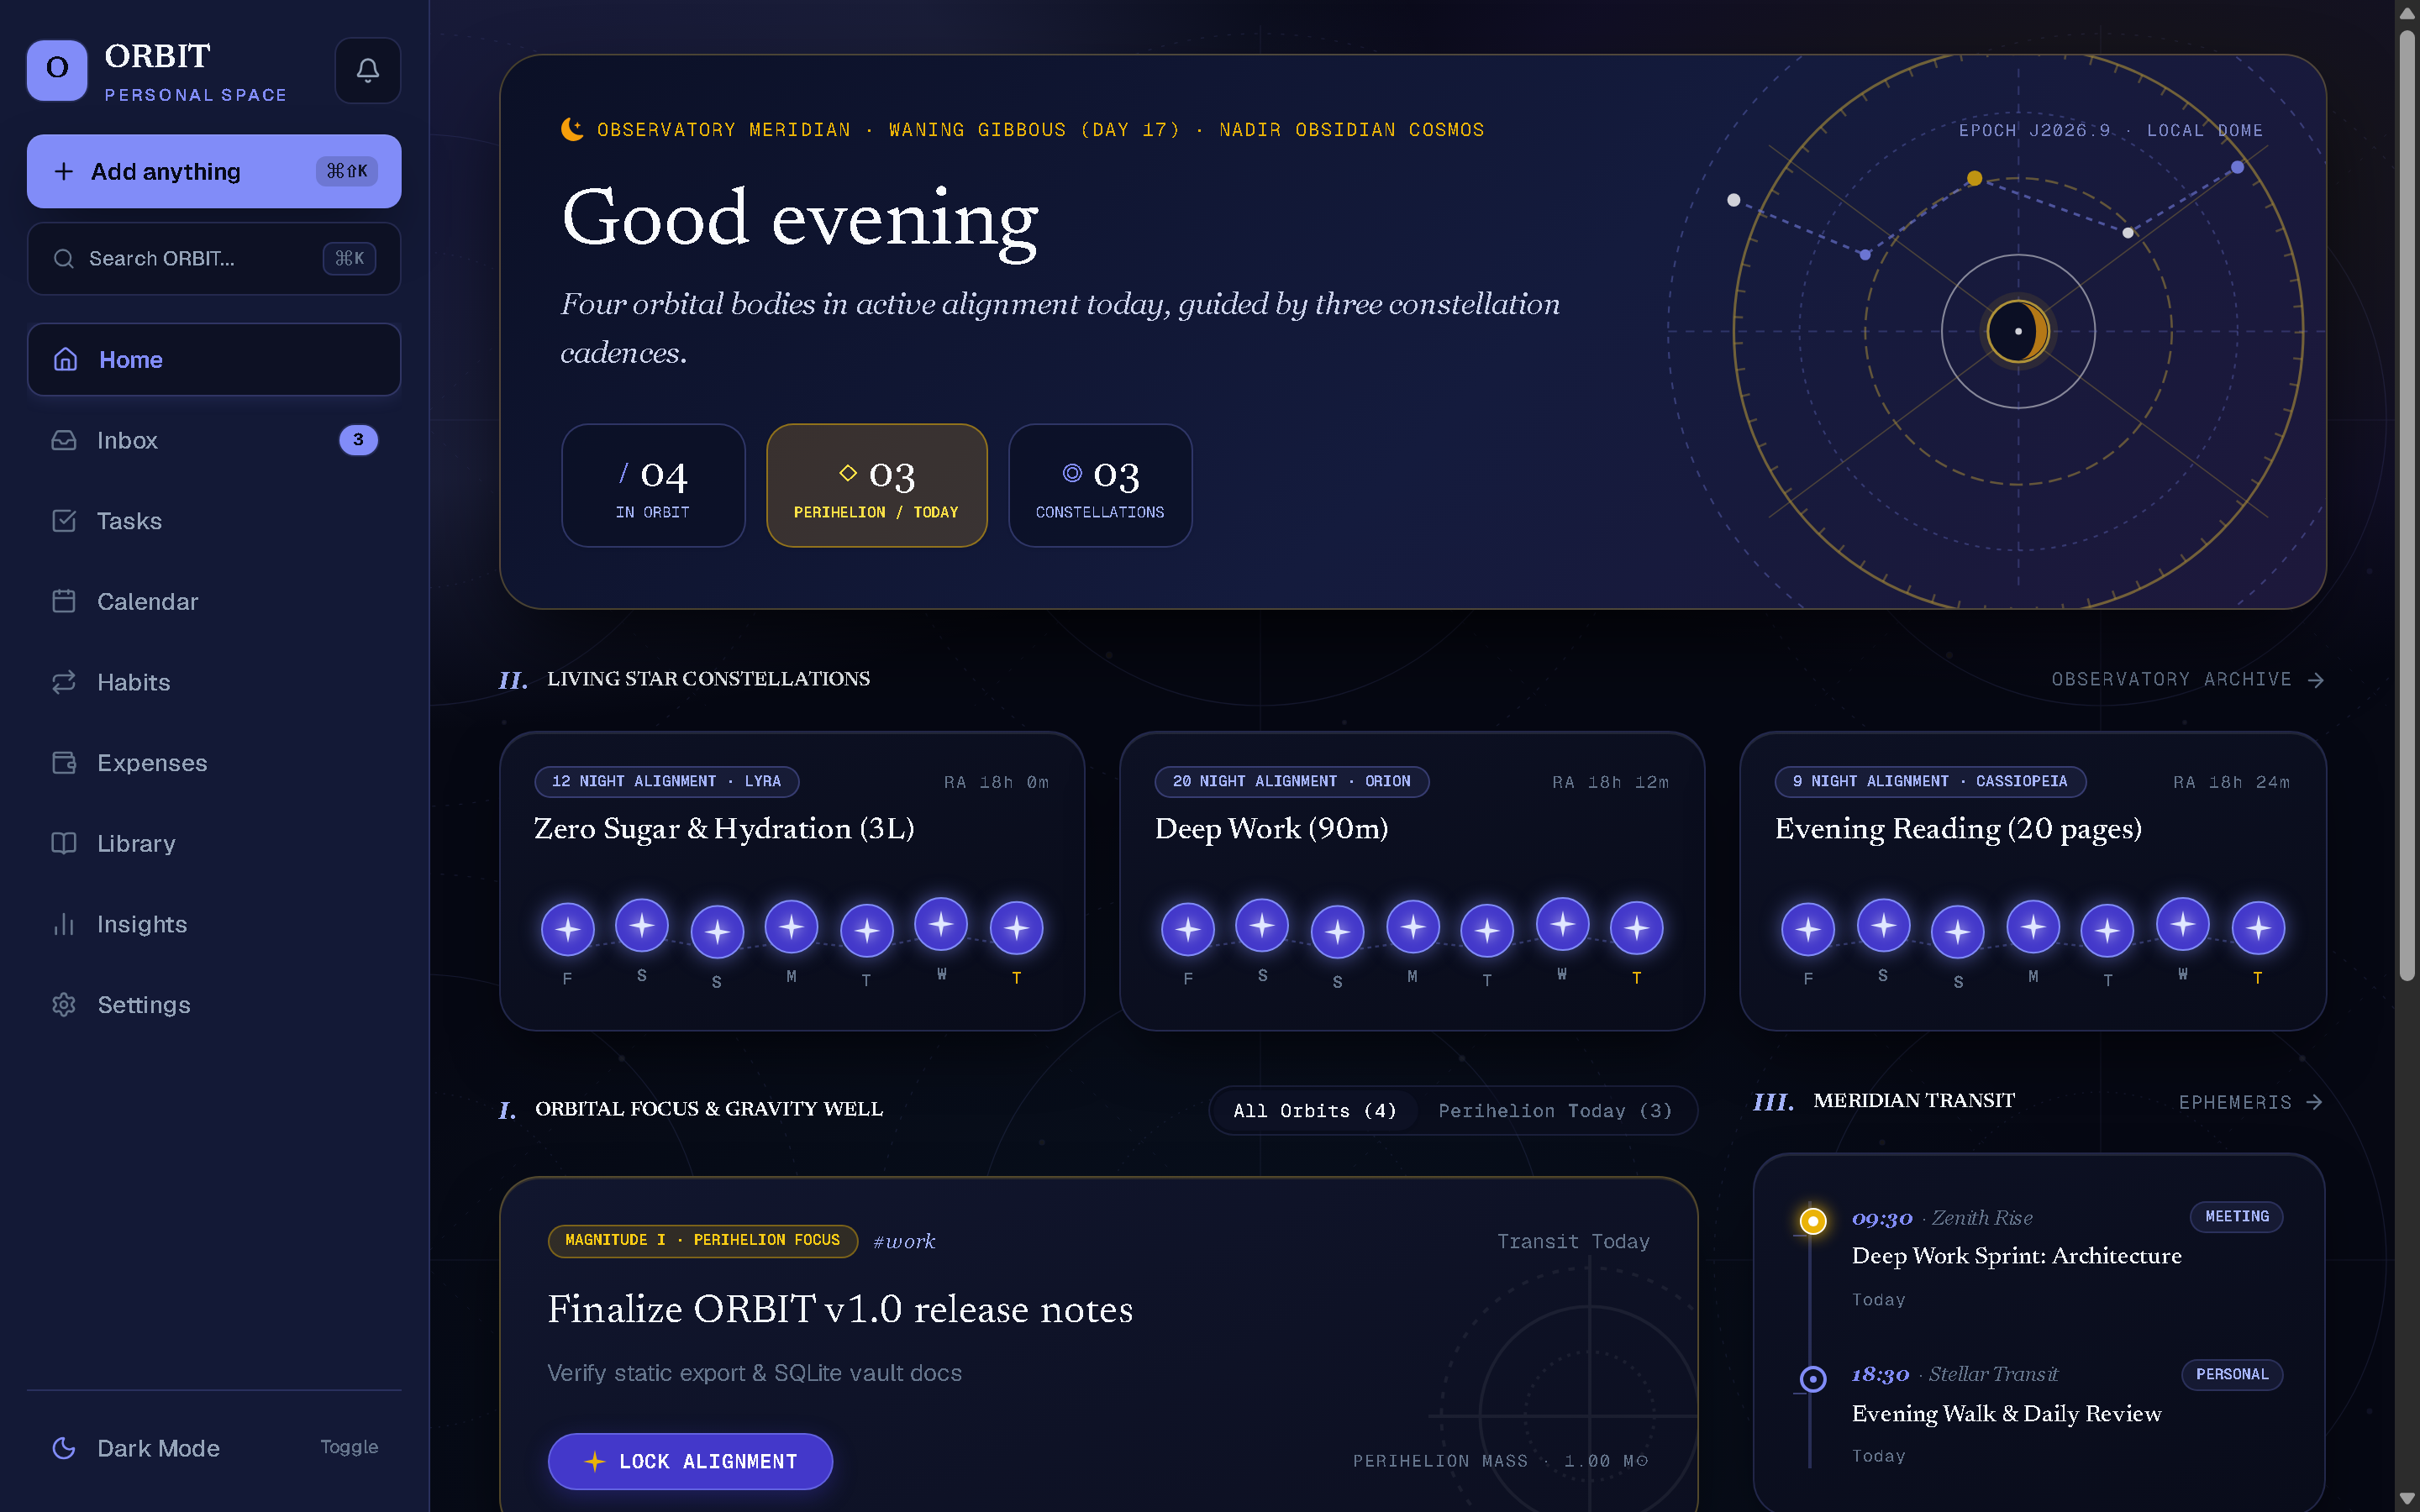 O
ORBIT
PERSONAL SPACE
+ Add anything ⌘⇧K
Search ORBIT... ⌘K
Home
Inbox 3
Tasks
Calendar
Habits
Expenses
Library
Insights
Settings
Dark Mode Toggle
OBSERVATORY MERIDIAN · WANING GIBBOUS (DAY 17) · NADIR OBSIDIAN COSMOS
EPOCH J2026.9 · LOCAL DOME
Good evening
Four orbital bodies in active alignment today, guided by three constellation
cadences.
/ 04
IN ORBIT
◇ 03
PERIHELION / TODAY
◎ 03
CONSTELLATIONS
II. LIVING STAR CONSTELLATIONS
OBSERVATORY ARCHIVE →
12 NIGHT ALIGNMENT · LYRA RA 18h 0m
Zero Sugar & Hydration (3L)
F S S M T W T
20 NIGHT ALIGNMENT · ORION RA 18h 12m
Deep Work (90m)
F S S M T W T
9 NIGHT ALIGNMENT · CASSIOPEIA RA 18h 24m
Evening Reading (20 pages)
F S S M T W T
I. ORBITAL FOCUS & GRAVITY WELL
All Orbits (4) Perihelion Today (3)
MAGNITUDE I · PERIHELION FOCUS #work Transit Today
Finalize ORBIT v1.0 release notes
Verify static export & SQLite vault docs
LOCK ALIGNMENT
PERIHELION MASS · 1.00 M☉
III. MERIDIAN TRANSIT
EPHEMERIS →
09:30 · Zenith Rise MEETING
Deep Work Sprint: Architecture
Today
18:30 · Stellar Transit PERSONAL
Evening Walk & Daily Review
Today